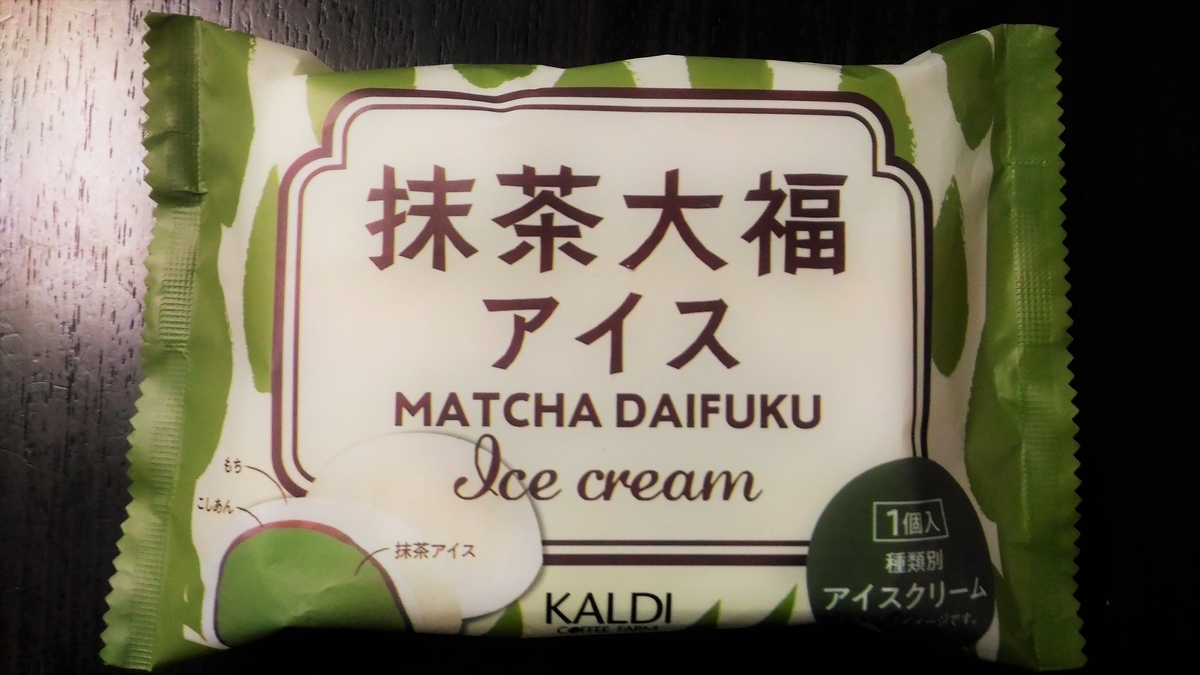 抹茶大福
アイス
MATCHA DAIFUKU
Ice cream
もち
こしあん
抹茶アイス
KALDI
COFFEE FARM
1個入
種類別
アイスクリーム